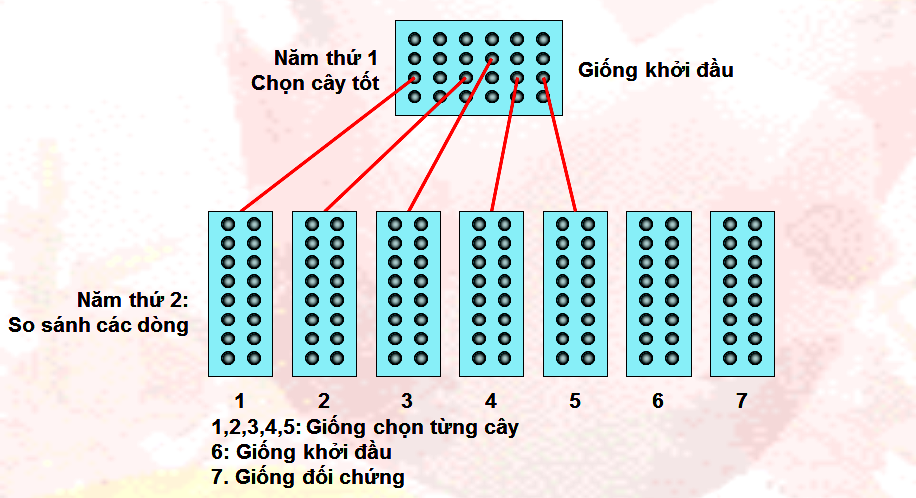 Năm thứ 1
Chọn cây tốt
Giống khởi đầu
Năm thứ 2:
So sánh các dòng
1 2 3 4 5 6 7
1,2,3,4,5: Giống chọn từng cây
6: Giống khởi đầu
7. Giống đối chứng